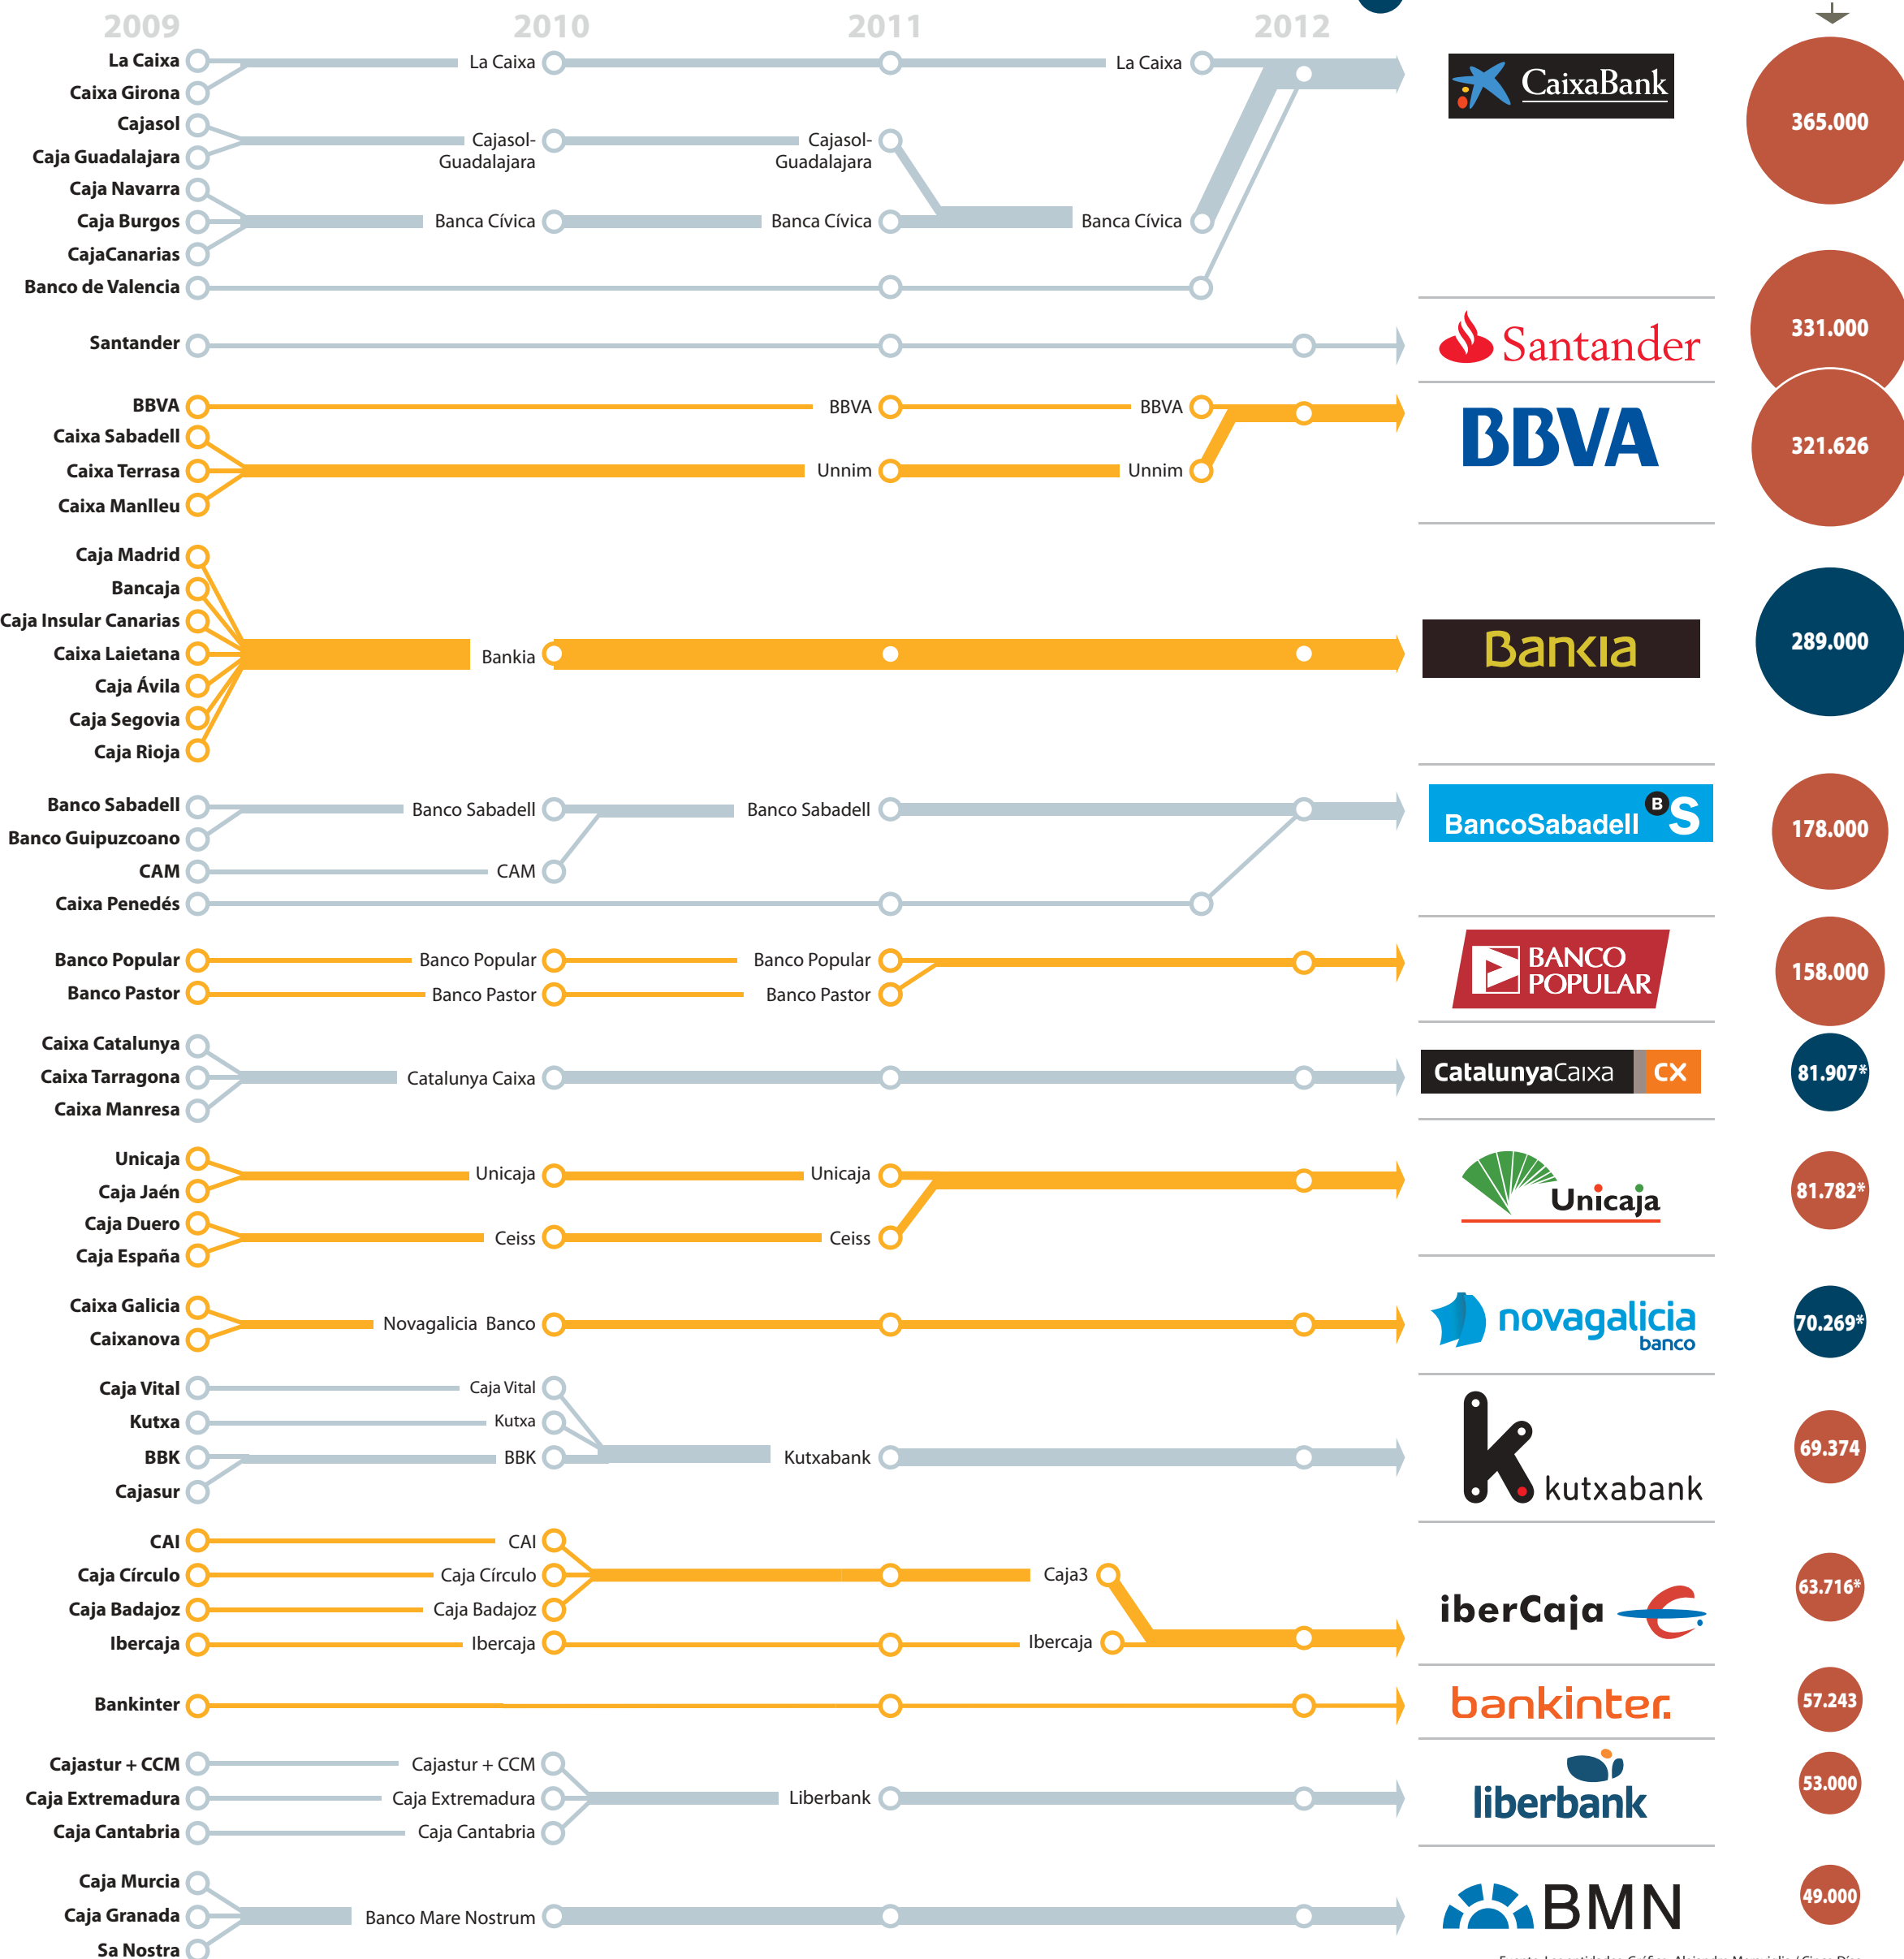 2009 2010 2011 2012
La Caixa La Caixa La Caixa CaixaBank 365.000
Caixa Girona
Cajasol Cajasol- Cajasol-
Guadalajara Guadalajara
Caja Guadalajara
Caja Navarra
Caja Burgos Banca Cívica Banca Cívica Banca Cívica
CajaCanarias
Banco de Valencia
Santander Santander 331.000
BBVA BBVA BBVA BBVA 321.626
Caixa Sabadell
Caixa Terrasa Unnim Unnim
Caixa Manlleu
Caja Madrid
Bancaja
Caja Insular Canarias
Caixa Laietana Bankia Bankia 289.000
Caja Ávila
Caja Segovia
Caja Rioja
Banco Sabadell Banco Sabadell Banco Sabadell BancoSabadell B S 178.000
Banco Guipuzcoano
CAM CAM
Caixa Penedés
Banco Popular Banco Popular Banco Popular BANCO
POPULAR 158.000
Banco Pastor Banco Pastor Banco Pastor
Caixa Catalunya
Caixa Tarragona Catalunya Caixa CatalunyaCaixa CX 81.907*
Caixa Manresa
Unicaja Unicaja Unicaja Unicaja 81.782*
Caja Jaén
Caja Duero Ceiss Ceiss
Caja España
Caixa Galicia Novagalicia Banco novagalicia
banco 70.269*
Caixanova
Caja Vital Caja Vital
Kutxa Kutxa
BBK BBK Kutxabank k kutxabank 69.374
Cajasur
CAI CAI
Caja Círculo Caja Círculo Caja3 iberCaja 63.716*
Caja Badajoz Caja Badajoz
Ibercaja Ibercaja Ibercaja
Bankinter bankinter. 57.243
Cajastur + CCM Cajastur + CCM
Caja Extremadura Caja Extremadura Liberbank liberbank 53.000
Caja Cantabria Caja Cantabria
Caja Murcia
Caja Granada Banco Mare Nostrum BMN 49.000
Sa Nostra